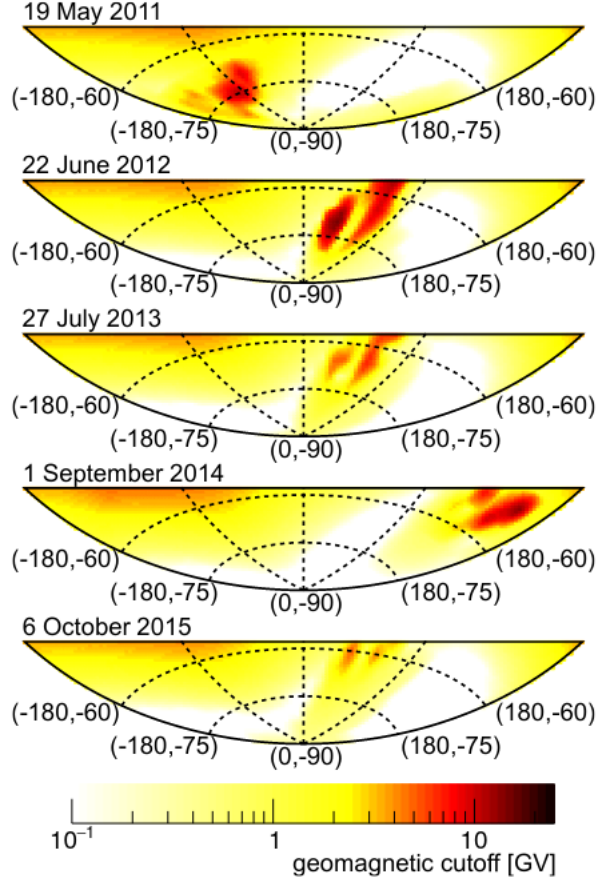 19 May 2011
(-180,-60) (180,-60)
(-180,-75) (180,-75)
(0,-90)
22 June 2012
(-180,-60) (180,-60)
(-180,-75) (180,-75)
(0,-90)
27 July 2013
(-180,-60) (180,-60)
(-180,-75) (180,-75)
(0,-90)
1 September 2014
(-180,-60) (180,-60)
(-180,-75) (180,-75)
(0,-90)
6 October 2015
(-180,-60) (180,-60)
(-180,-75) (180,-75)
(0,-90)
10⁻¹ 1 10
geomagnetic cutoff [GV]